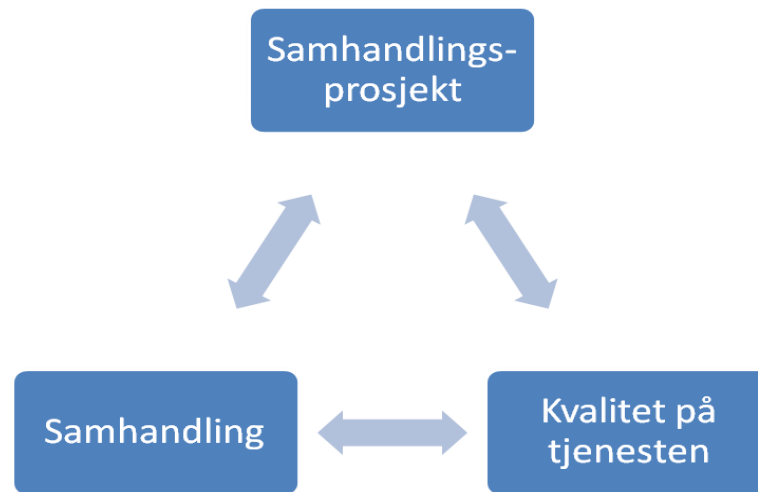 Samhandlings-
prosjekt
Samhandling
Kvalitet på
tjenesten